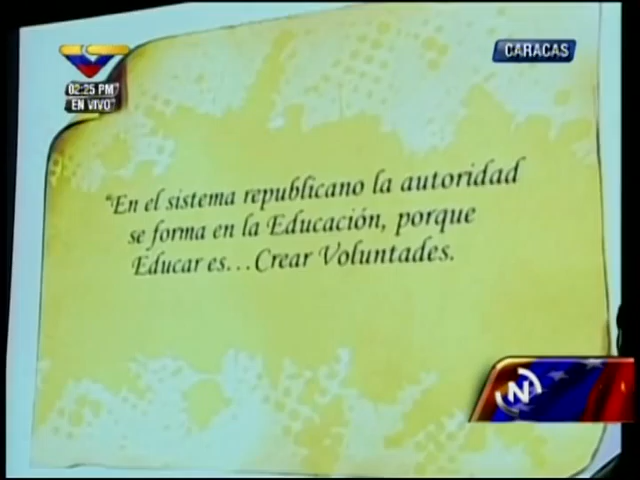 CARACAS
02:25 PM
EN VIVO
"En el sistema republicano la autoridad
se forma en la Educación, porque
Educar es...Crear Voluntades.
N